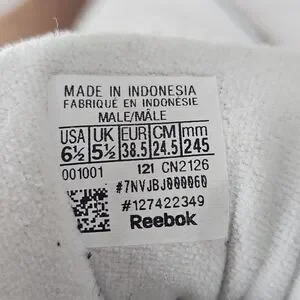 MADE IN INDONESIA
FABRIQUÉ EN INDONÉSIE
MALE/MÂLE
USA UK EUR CM mm
6½ 5½ 38.5 24.5 245
001001 121 CN2126
#7NVJBJ000060
#127422349
Reebok